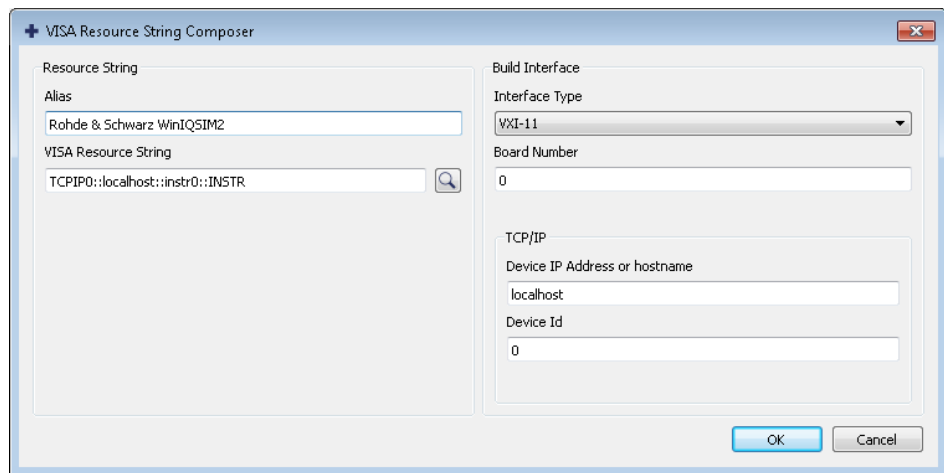 VISA Resource String Composer
Resource String
Alias
Rohde & Schwarz WinIQSIM2
VISA Resource String
TCPIP0::localhost::instr0::INSTR
Build Interface
Interface Type
VXI-11
Board Number
0
TCP/IP
Device IP Address or hostname
localhost
Device Id
0
OK
Cancel